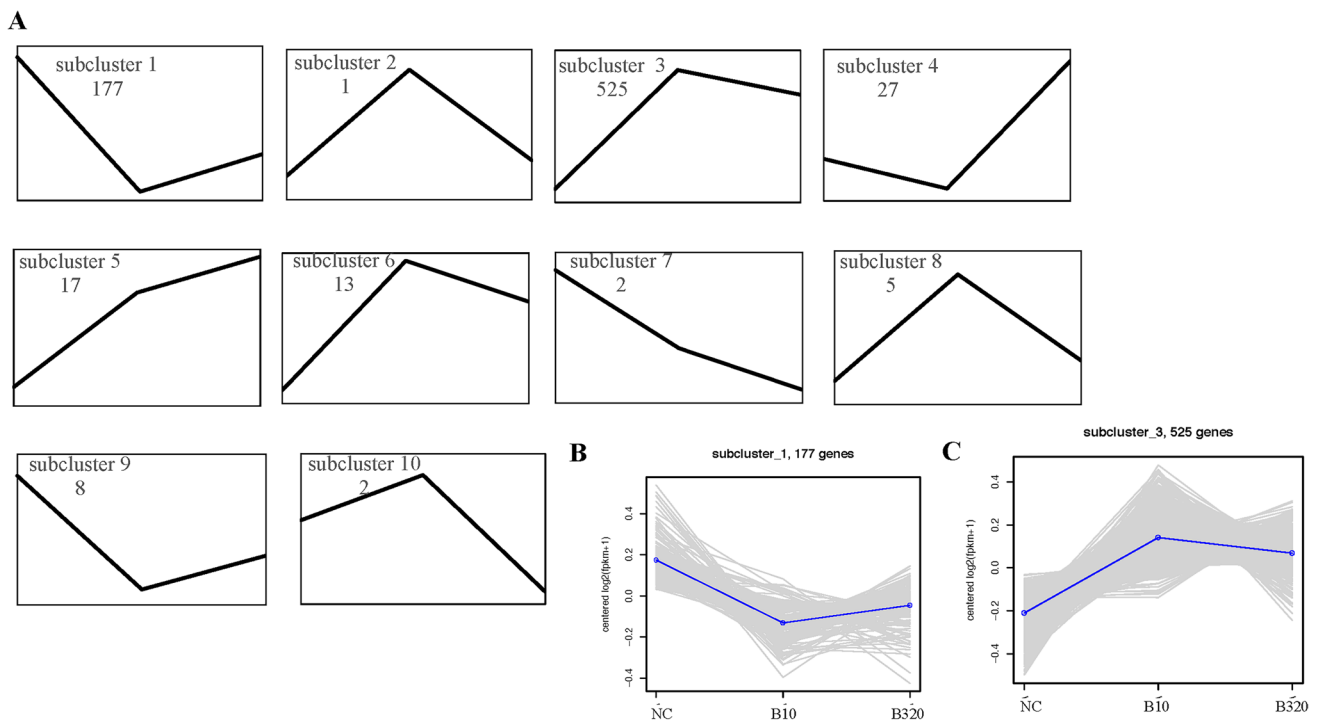 A
subcluster 1
177
subcluster 2
1
subcluster 3
525
subcluster 4
27
subcluster 5
17
subcluster 6
13
subcluster 7
2
subcluster 8
5
subcluster 9
8
subcluster 10
2
B
subcluster_1, 177 genes
centered log2(fpkm+1)
0.4
0.2
0.0
−0.2
−0.4
NC
B10
B320
C
subcluster_3, 525 genes
centered log2(fpkm+1)
0.4
0.2
0.0
−0.2
−0.4
NC
B10
B320